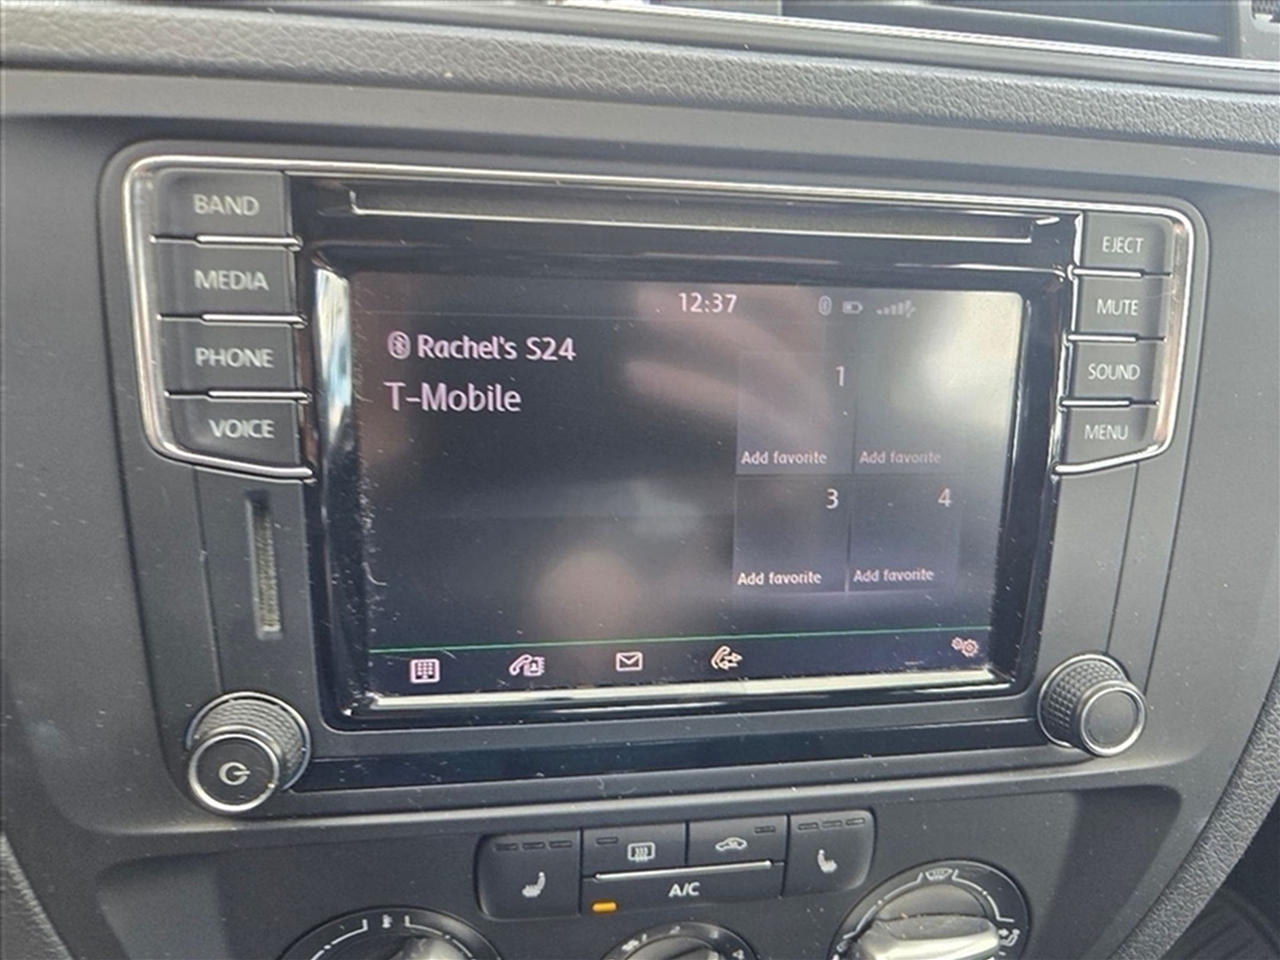 BAND
MEDIA
PHONE
VOICE
EJECT
MUTE
SOUND
MENU
12:37
Rachel's S24
T-Mobile
1
Add favorite
Add favorite
3
4
Add favorite
Add favorite
A/C